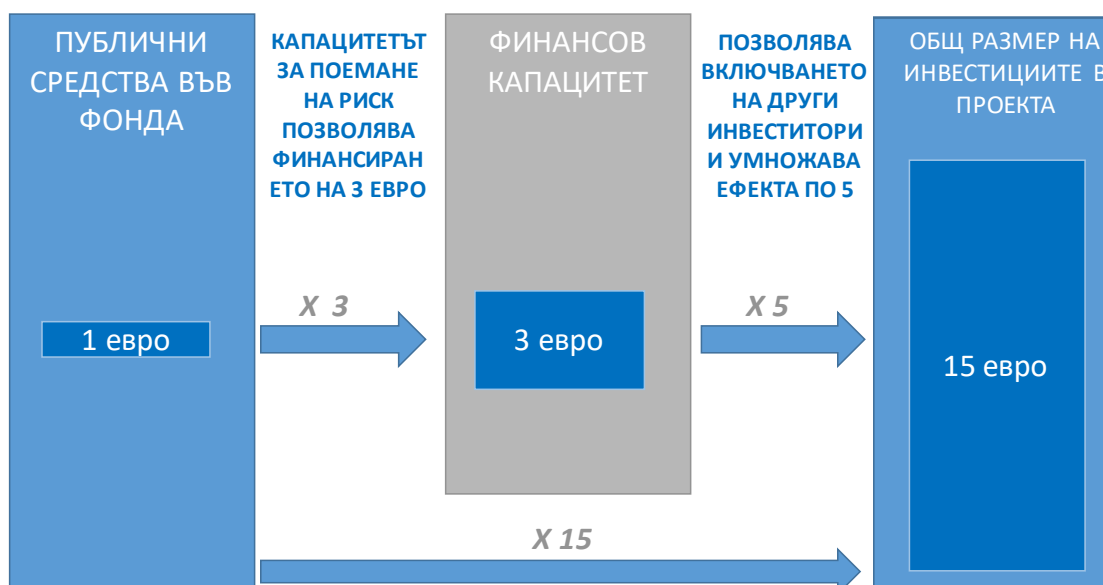 ПУБЛИЧНИ
СРЕДСТВА ВЪВ
ФОНДА
1 евро
КАПАЦИТЕТЪТ
ЗА ПОЕМАНЕ
НА РИСК
ПОЗВОЛЯВА
ФИНАНСИРАН
ЕТО НА 3 ЕВРО
X 3
ФИНАНСОВ
КАПАЦИТЕТ
3 евро
ПОЗВОЛЯВА
ВКЛЮЧВАНЕТО
НА ДРУГИ
ИНВЕСТИТОРИ
И УМНОЖАВА
ЕФЕКТА ПО 5
X 5
ОБЩ РАЗМЕР НА
ИНВЕСТИЦИИТЕ В
ПРОЕКТА
15 евро
X 15